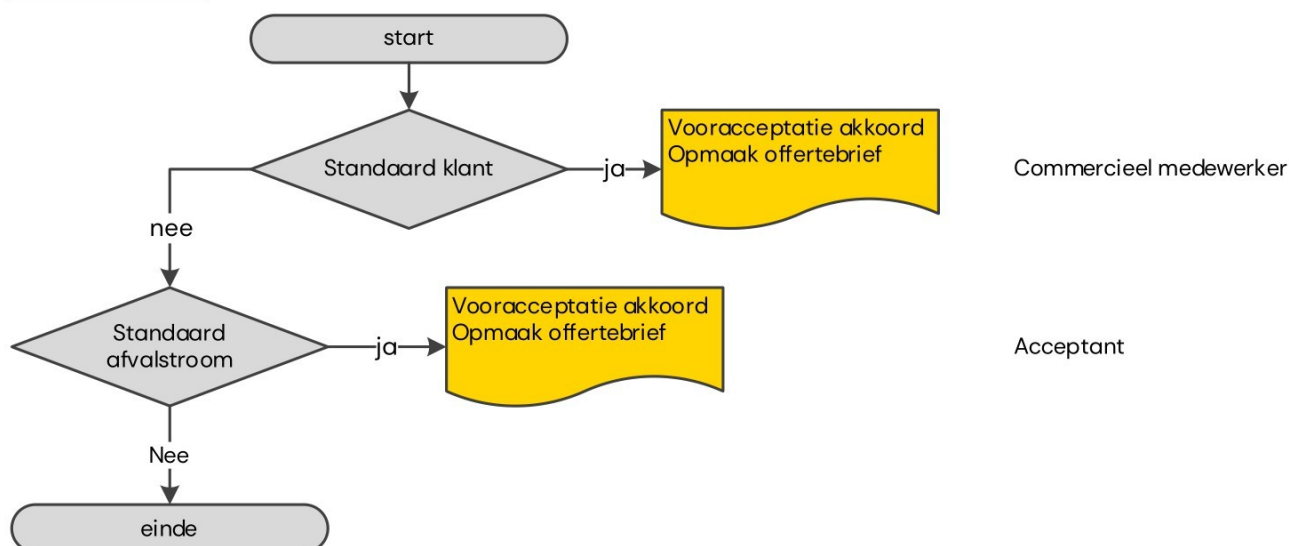 start
Standaard klant
ja
Vooracceptatie akkoord
Opmaak offertebrief
Commercieel medewerker
nee
Standaard
afvalstroom
ja
Vooracceptatie akkoord
Opmaak offertebrief
Acceptant
Nee
einde